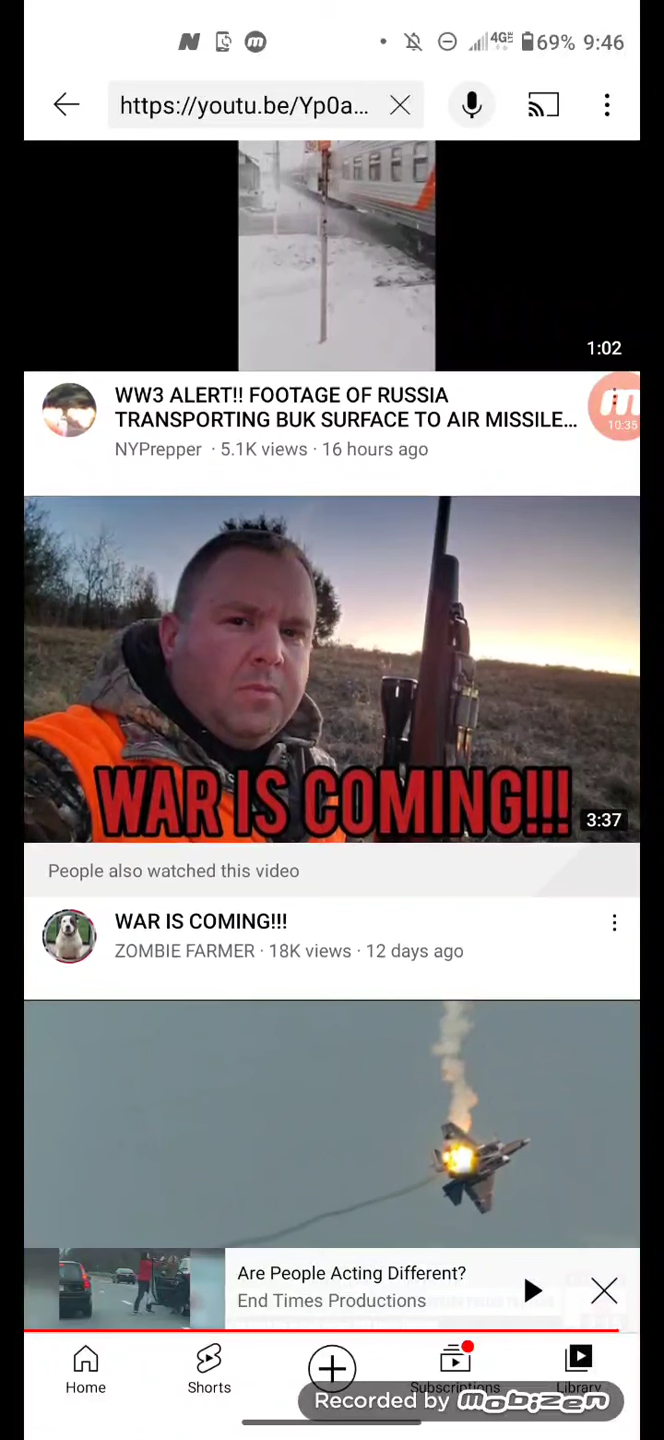 4GE 69% 9:46
https://youtu.be/Yp0a...
1:02
WW3 ALERT!! FOOTAGE OF RUSSIA
TRANSPORTING BUK SURFACE TO AIR MISSILE...
10:35
NYPrepper · 5.1K views · 16 hours ago
WAR IS COMING!!!
3:37
People also watched this video
WAR IS COMING!!!
ZOMBIE FARMER · 18K views · 12 days ago
Are People Acting Different?
End Times Productions
Home
Shorts
Subscriptions
Library
Recorded by mobizen